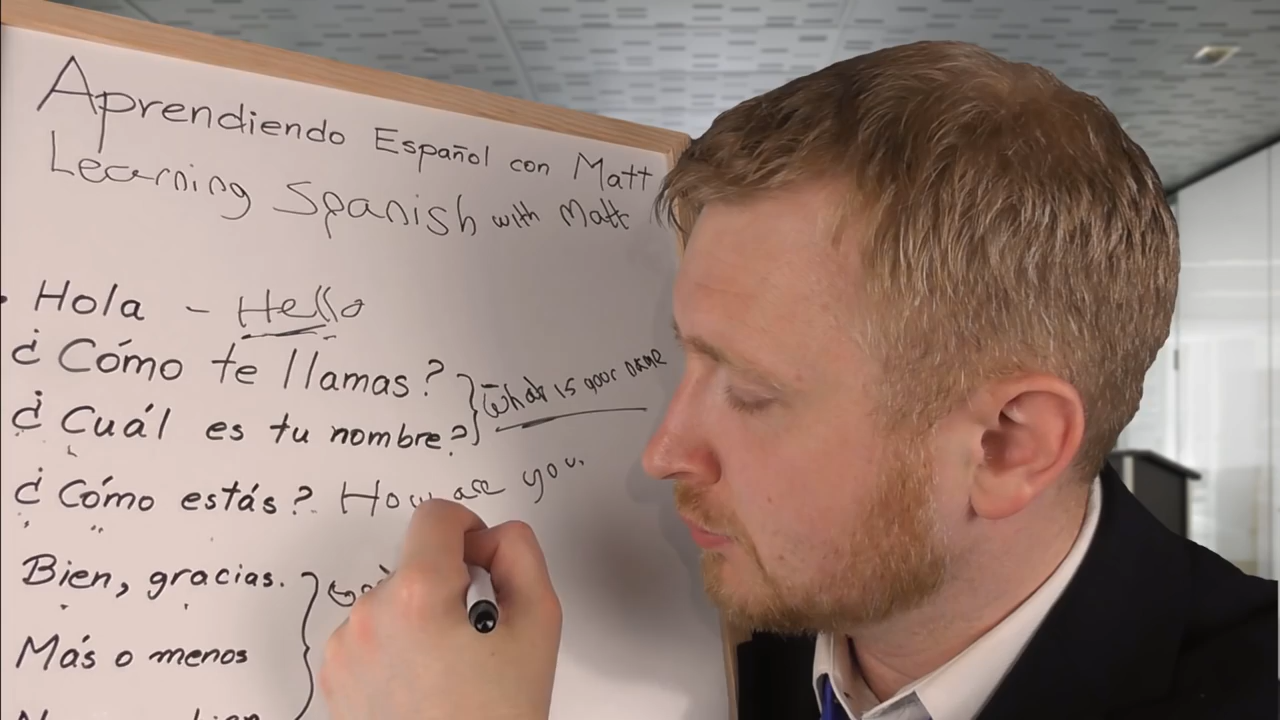 Aprendiendo Español con Matt
Learning Spanish with Matt
Hola - Hello
¿Cómo te llamas?
¿Cuál es tu nombre?
What is your name
¿Cómo estás? How are you
Bien, gracias.
Más o menos